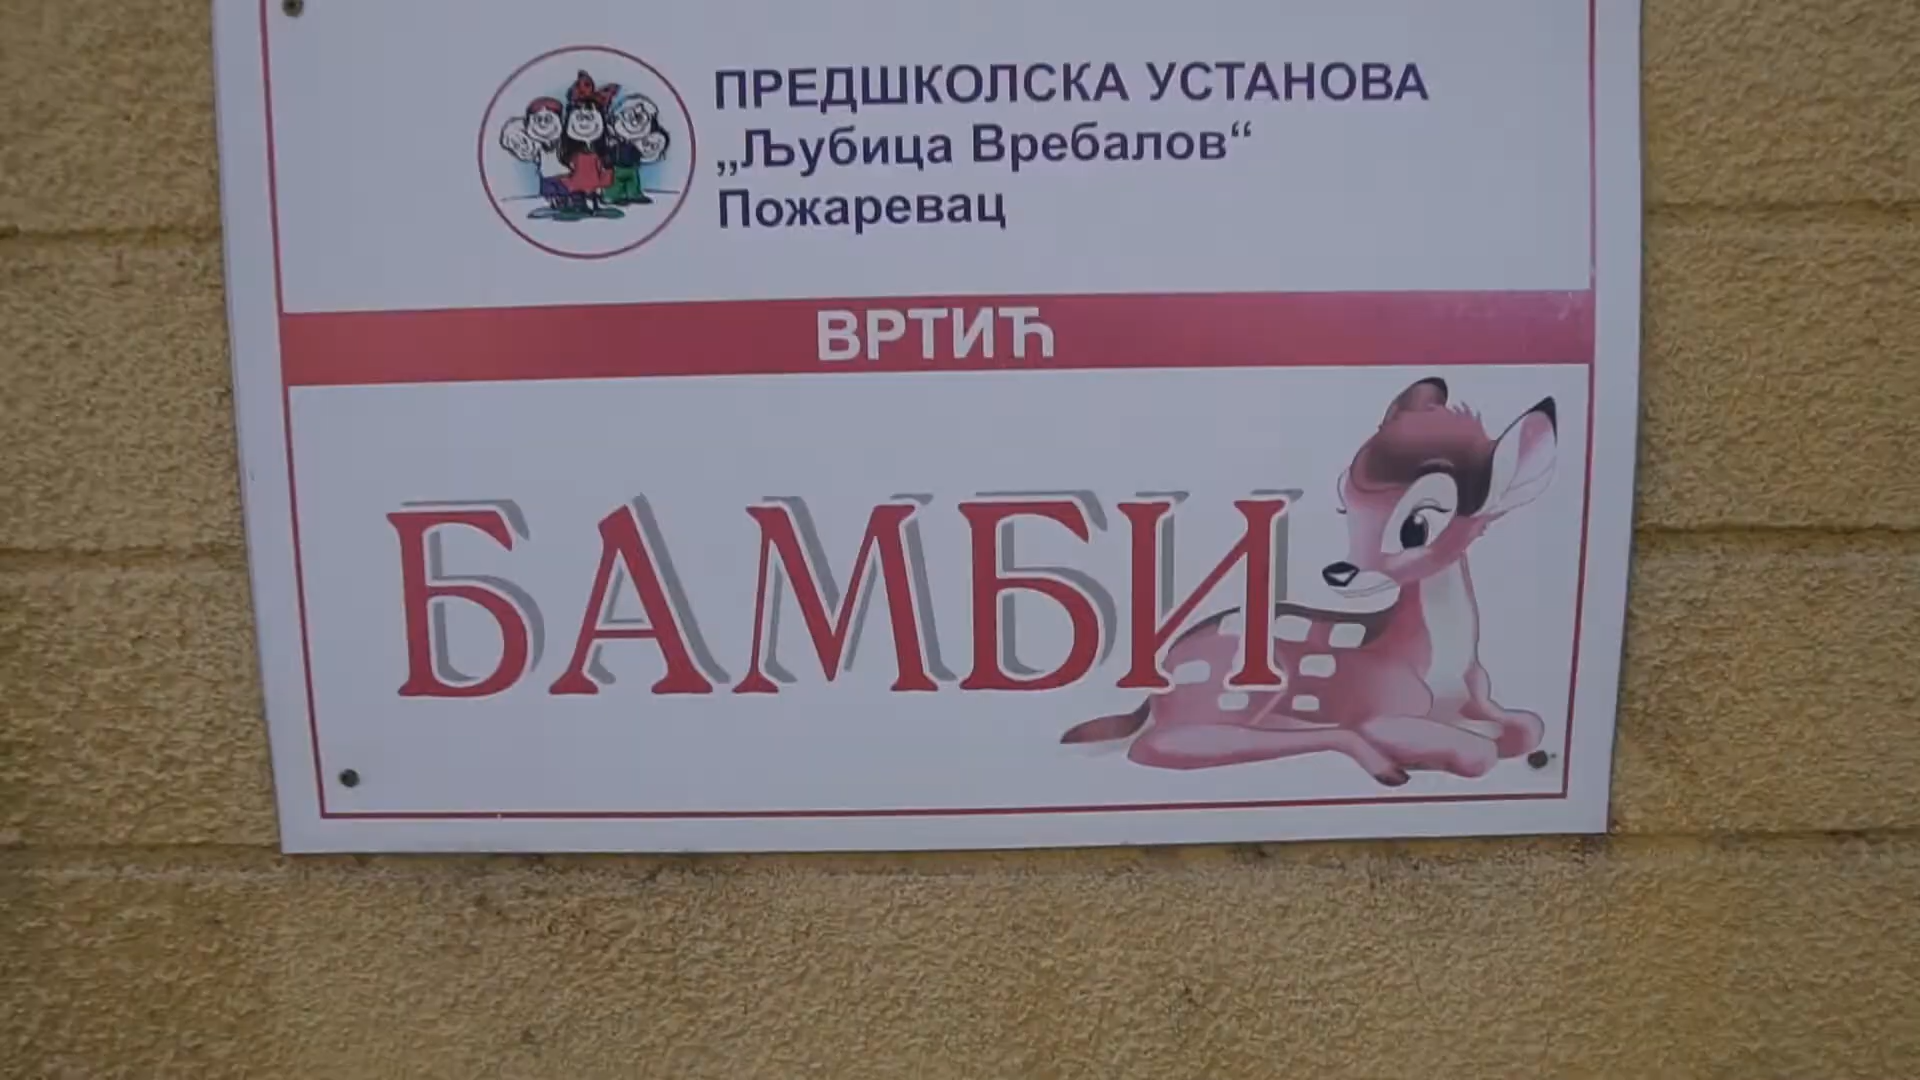 ПРЕДШКОЛСКА УСТАНОВА
„Љубица Вребалов“
Пожаревац
ВРТИЋ
БАМБИ